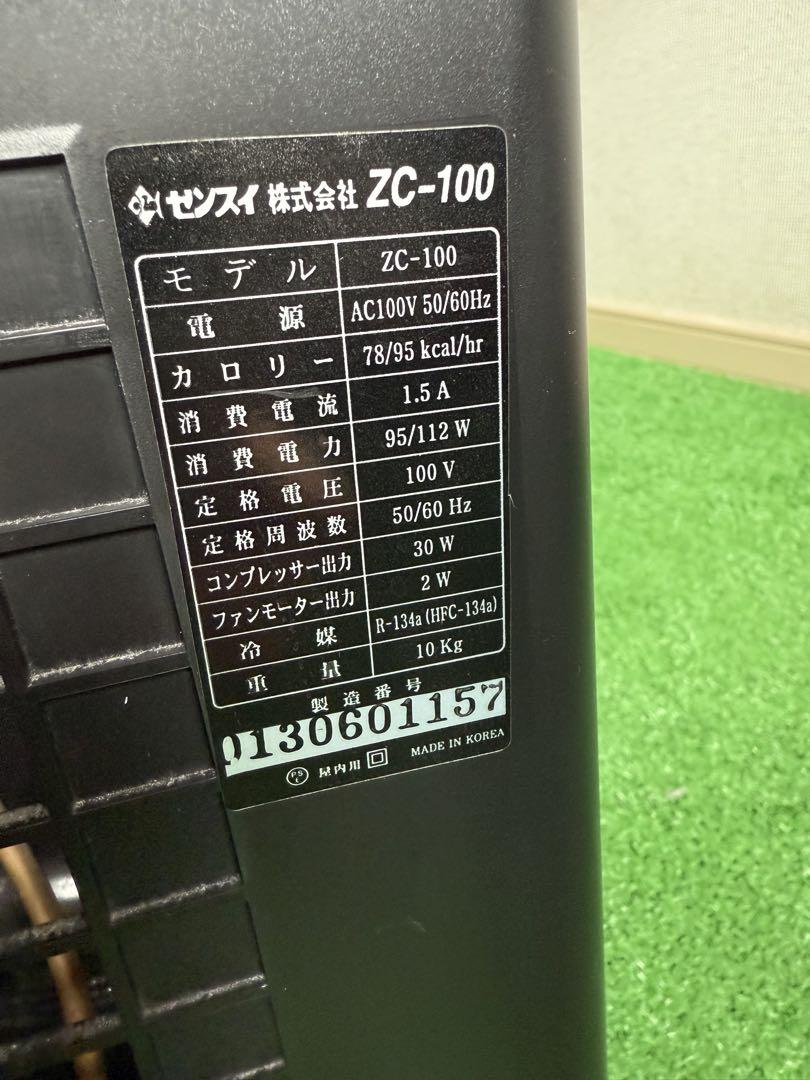 ゼンスイ 株式会社 ZC-100
モデル ZC-100
電源 AC100V 50/60Hz
カロリー 78/95 kcal/hr
消費電流 1.5 A
消費電力 95/112 W
定格電圧 100 V
定格周波数 50/60 Hz
コンプレッサー出力 30 W
ファンモーター出力 2 W
冷媒 R-134a (HFC-134a)
重量 10 Kg
製造番号
0130601157
PSE 屋内用 MADE IN KOREA